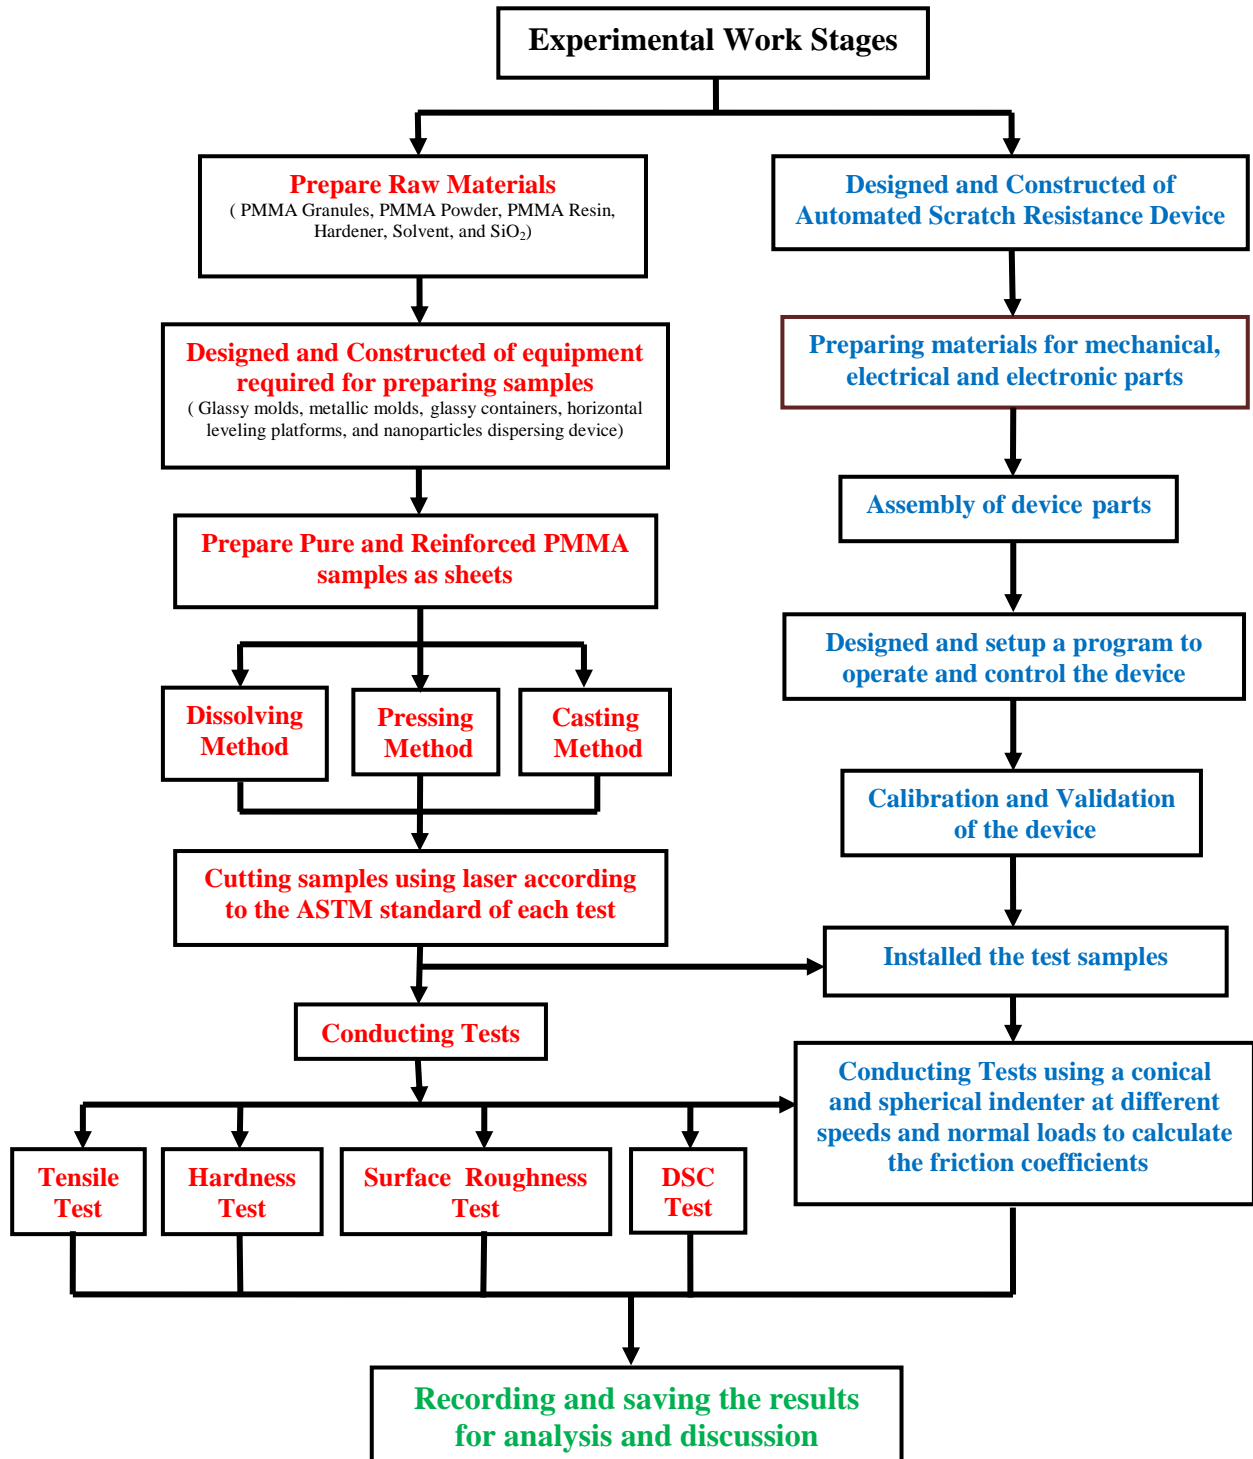 Experimental Work Stages
Prepare Raw Materials
( PMMA Granules, PMMA Powder, PMMA Resin,
Hardener, Solvent, and SiO₂)
Designed and Constructed of equipment
required for preparing samples
( Glassy molds, metallic molds, glassy containers, horizontal
leveling platforms, and nanoparticles dispersing device)
Prepare Pure and Reinforced PMMA
samples as sheets
Dissolving
Method
Pressing
Method
Casting
Method
Cutting samples using laser according
to the ASTM standard of each test
Conducting Tests
Tensile
Test
Hardness
Test
Surface Roughness
Test
DSC
Test
Designed and Constructed of
Automated Scratch Resistance Device
Preparing materials for mechanical,
electrical and electronic parts
Assembly of device parts
Designed and setup a program to
operate and control the device
Calibration and Validation
of the device
Installed the test samples
Conducting Tests using a conical
and spherical indenter at different
speeds and normal loads to calculate
the friction coefficients
Recording and saving the results
for analysis and discussion